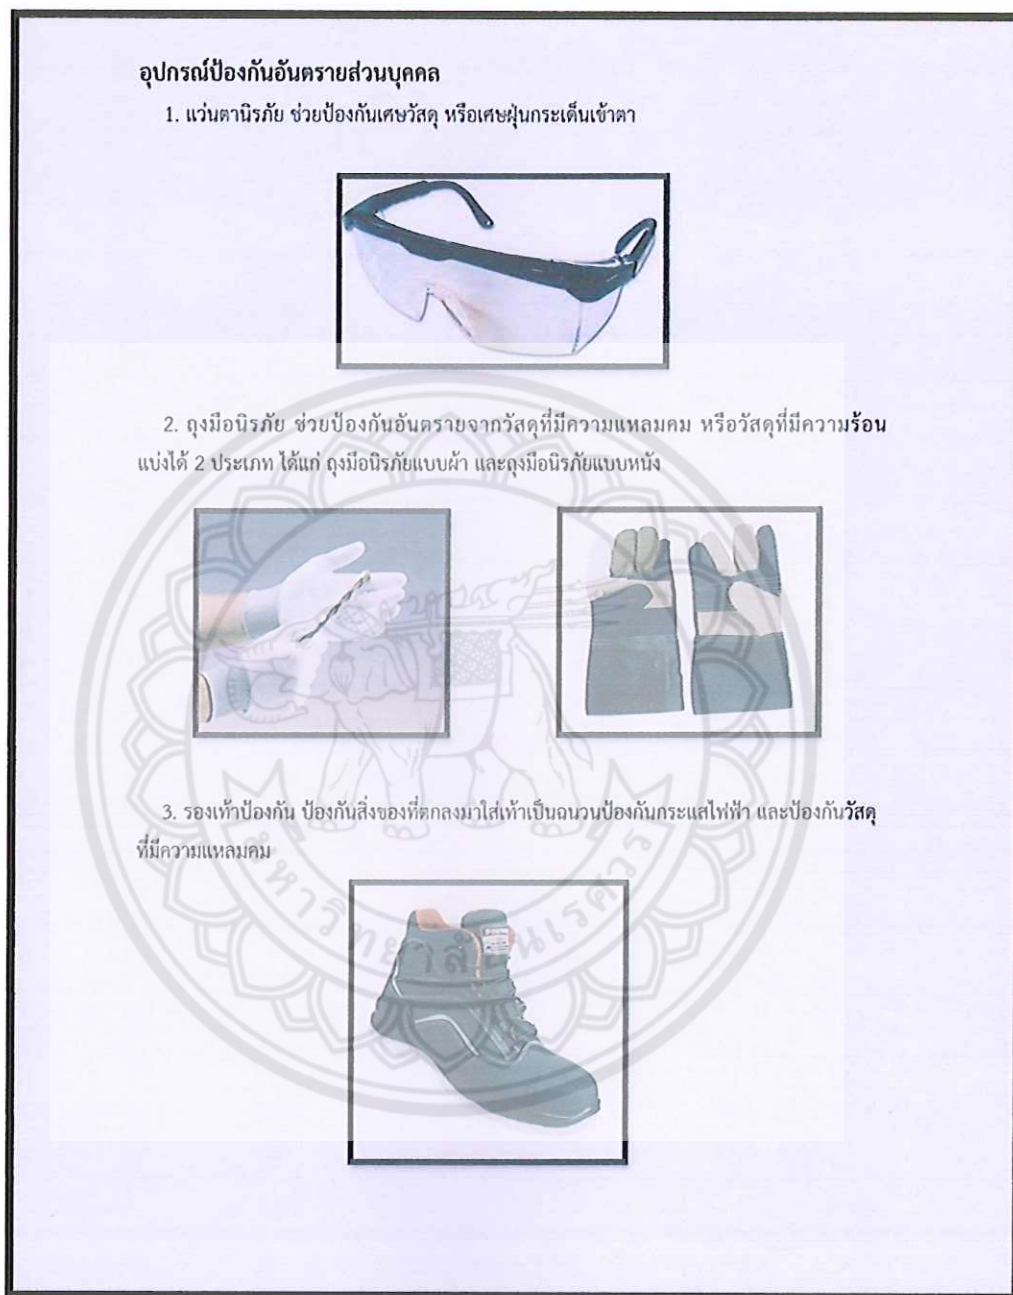 อุปกรณ์ป้องกันอันตรายส่วนบุคคล
1. แว่นตานิรภัย ช่วยป้องกันเศษวัสดุ หรือเศษฝุ่นกระเด็นเข้าตา
2. ถุงมือนิรภัย ช่วยป้องกันอันตรายจากวัสดุที่มีความแหลมคม หรือวัสดุที่มีความร้อน
แบ่งได้ 2 ประเภท ได้แก่ ถุงมือนิรภัยแบบผ้า และถุงมือนิรภัยแบบหนัง
3. รองเท้าป้องกัน ป้องกันสิ่งของที่ตกลงมาใส่เท้าเป็นฉนวนป้องกันกระแสไฟฟ้า และป้องกันวัสดุ
ที่มีความแหลมคม